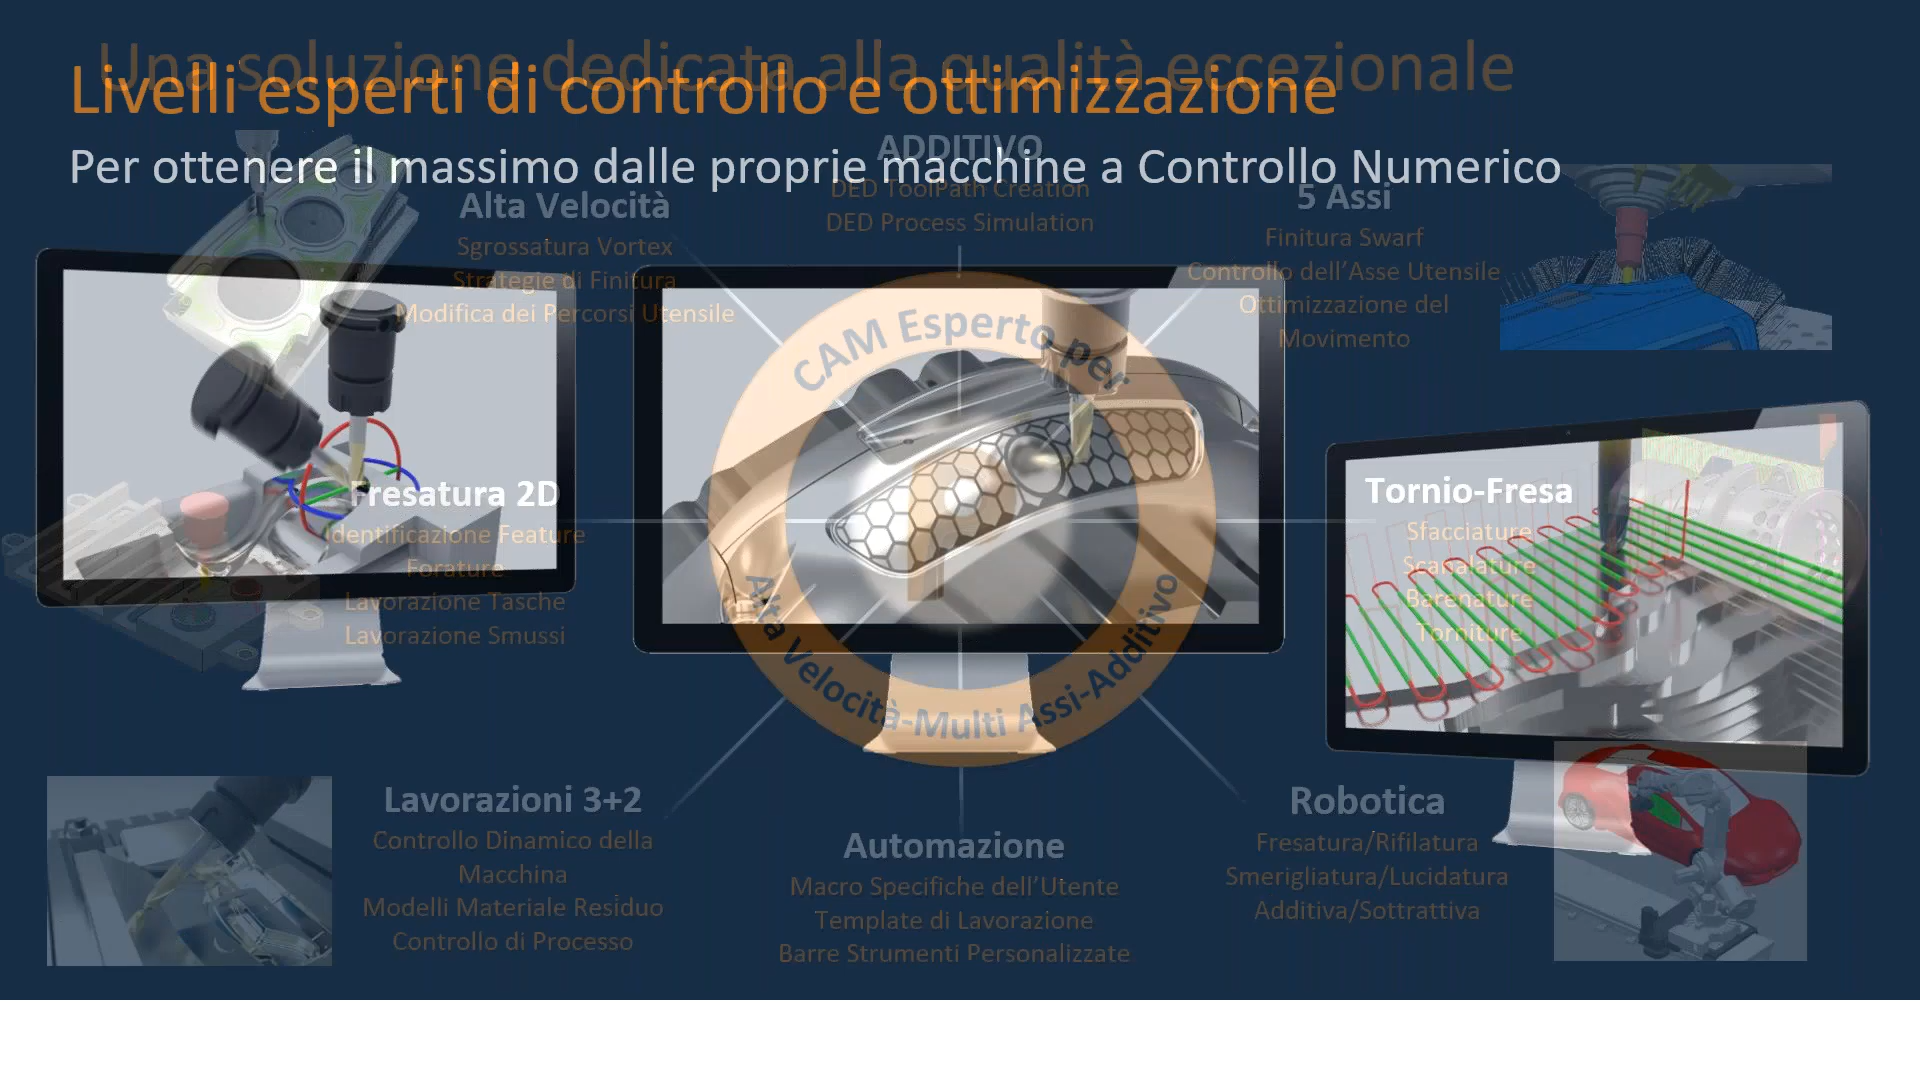 Una soluzione dedicata alla qualità eccezionale
Livelli esperti di controllo e ottimizzazione
Per ottenere il massimo dalle proprie macchine a Controllo Numerico
ADDITIVO
DED ToolPath Creation
DED Process Simulation
Alta Velocità
Sgrossatura Vortex
Strategie di Finitura
Modifica dei Percorsi Utensile
5 Assi
Finitura Swarf
Controllo dell'Asse Utensile
Ottimizzazione del
Movimento
CAM Esperto per
Alta Velocità-Multi Assi-Additivo
Fresatura 2D
Identificazione Feature
Forature
Lavorazione Tasche
Lavorazione Smussi
Tornio-Fresa
Sfacciature
Scanalature
Barenature
Torniture
Lavorazioni 3+2
Controllo Dinamico della
Macchina
Modelli Materiale Residuo
Controllo di Processo
Automazione
Macro Specifiche dell'Utente
Template di Lavorazione
Barre Strumenti Personalizzate
Robotica
Fresatura/Rifilatura
Smerigliatura/Lucidatura
Additiva/Sottrattiva